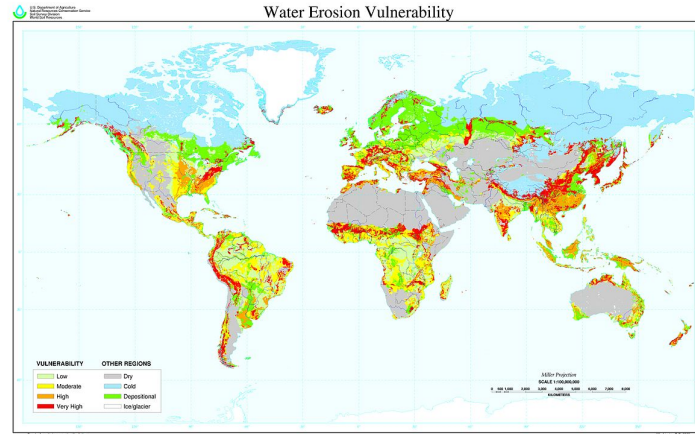 U.S. Department of Agriculture
Natural Resources Conservation Service
Soil Survey Division
World Soil Resources
Water Erosion Vulnerability
VULNERABILITY
Low
Moderate
High
Very High
OTHER REGIONS
Dry
Cold
Depositional
Ice/glacier
Miller Projection
SCALE 1:100,000,000
KILOMETERS